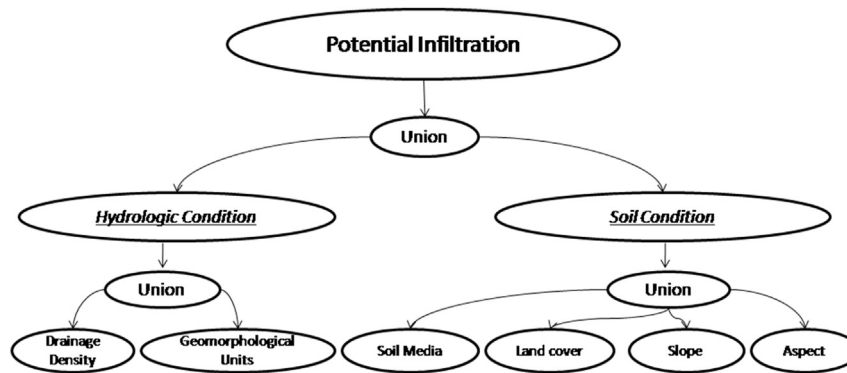 Potential Infiltration
Union
Hydrologic Condition
Soil Condition
Union
Union
Drainage
Density
Geomorphological
Units
Soil Media
Land cover
Slope
Aspect